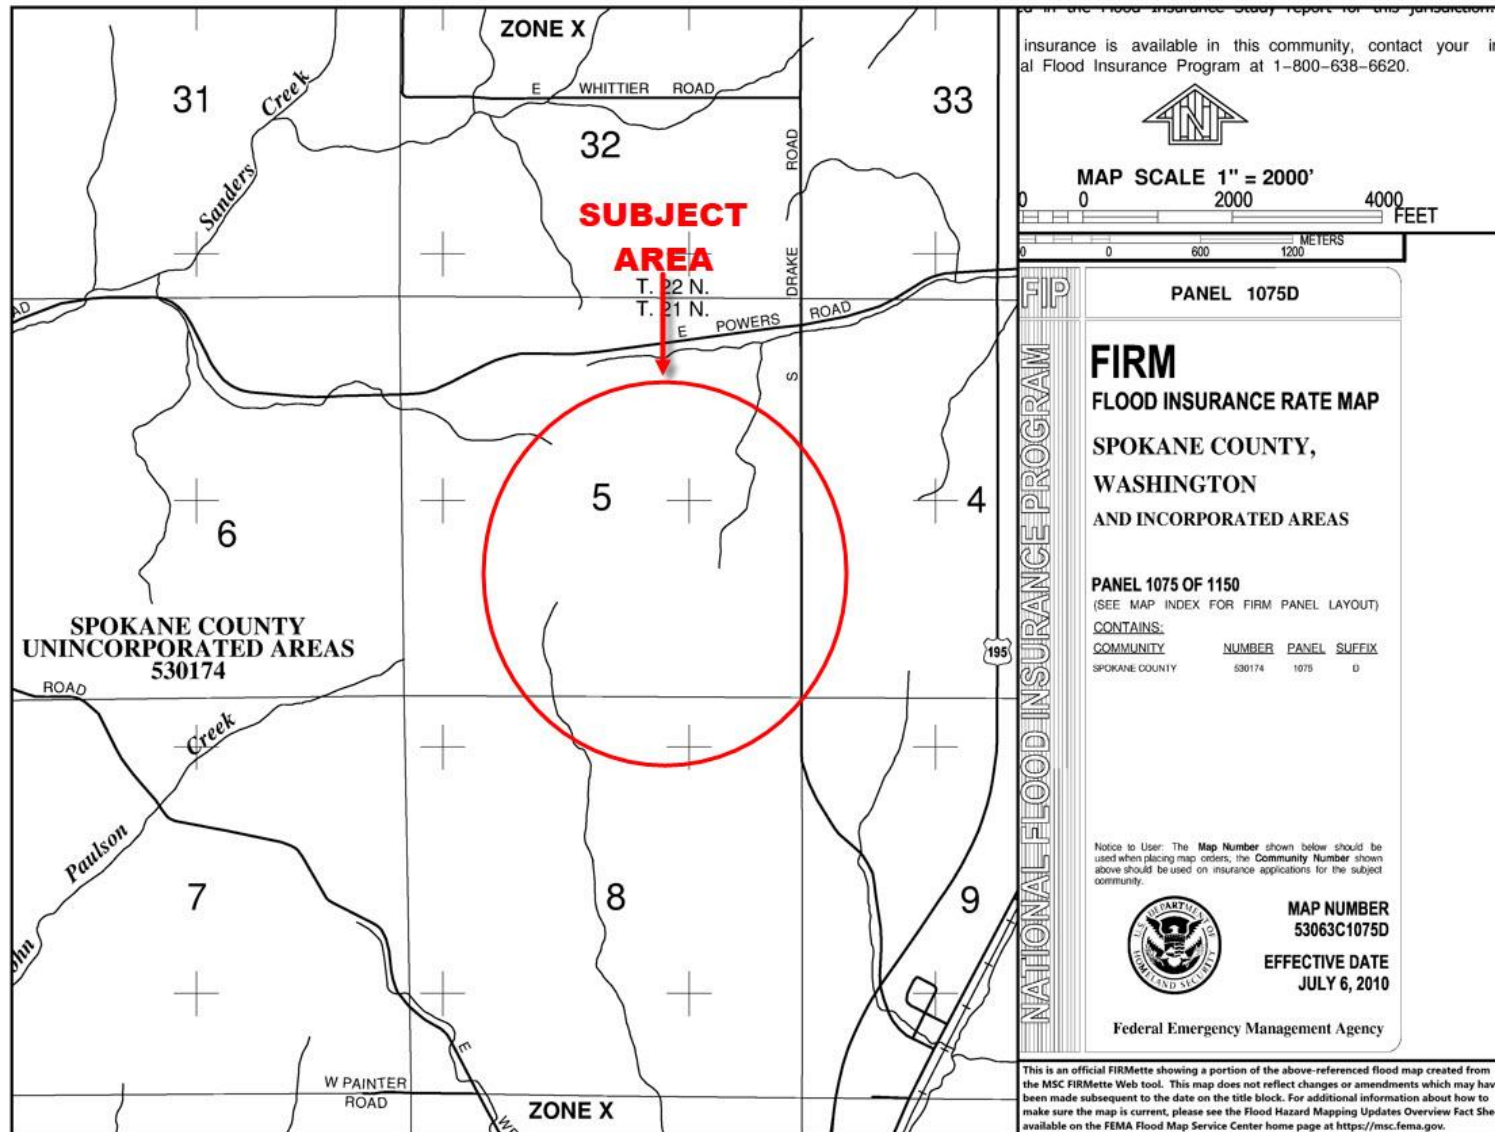 ZONE X
31
Creek
E WHITTIER ROAD
33
32
ROAD
Sanders
SUBJECT
AREA
DRAKE
T. 22 N.
T. 21 N.
E POWERS ROAD
S
5
4
6
SPOKANE COUNTY
UNINCORPORATED AREAS
530174
195
ROAD
Creek
Paulson
7
8
9
E
W PAINTER
ROAD
ZONE X
insurance is available in this community, contact your
al Flood Insurance Program at 1-800-638-6620.
N
MAP SCALE 1" = 2000'
0 2000 4000
FEET
METERS
0 600 1200
FIP
PANEL 1075D
NATIONAL FLOOD INSURANCE PROGRAM
FIRM
FLOOD INSURANCE RATE MAP
SPOKANE COUNTY,
WASHINGTON
AND INCORPORATED AREAS
PANEL 1075 OF 1150
(SEE MAP INDEX FOR FIRM PANEL LAYOUT)
CONTAINS:
COMMUNITY NUMBER PANEL SUFFIX
SPOKANE COUNTY 530174 1075 D
Notice to User: The Map Number shown below should be
used when placing map orders; the Community Number shown
above should be used on insurance applications for the subject
community.
U.S. DEPARTMENT OF HOMELAND SECURITY
MAP NUMBER
53063C1075D
EFFECTIVE DATE
JULY 6, 2010
Federal Emergency Management Agency
This is an official FIRMette showing a portion of the above-referenced flood map created from
the MSC FIRMette Web tool. This map does not reflect changes or amendments which may hav
been made subsequent to the date on the title block. For additional information about how to
make sure the map is current, please see the Flood Hazard Mapping Updates Overview Fact She
available on the FEMA Flood Map Service Center home page at https://msc.fema.gov.